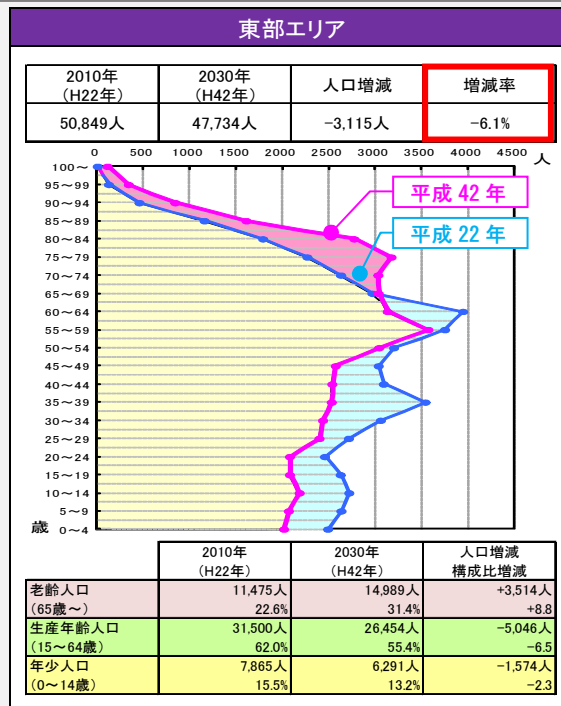 東部エリア
2010年 2030年 人口増減 増減率
(H22年) (H42年)
50,849人 47,734人 −3,115人 −6.1%
0 500 1000 1500 2000 2500 3000 3500 4000 4500 人
100～
95～99
90～94
85～89
80～84
75～79
70～74
65～69
60～64
55～59
50～54
45～49
40～44
35～39
30～34
25～29
20～24
15～19
10～14
5～9
歳 0～4
平成 42 年
平成 22 年
2010年 2030年 人口増減
(H22年) (H42年) 構成比増減
老齢人口 11,475人 14,989人 +3,514人
(65歳～) 22.6% 31.4% +8.8
生産年齢人口 31,500人 26,454人 −5,046人
(15～64歳) 62.0% 55.4% −6.5
年少人口 7,865人 6,291人 −1,574人
(0～14歳) 15.5% 13.2% −2.3